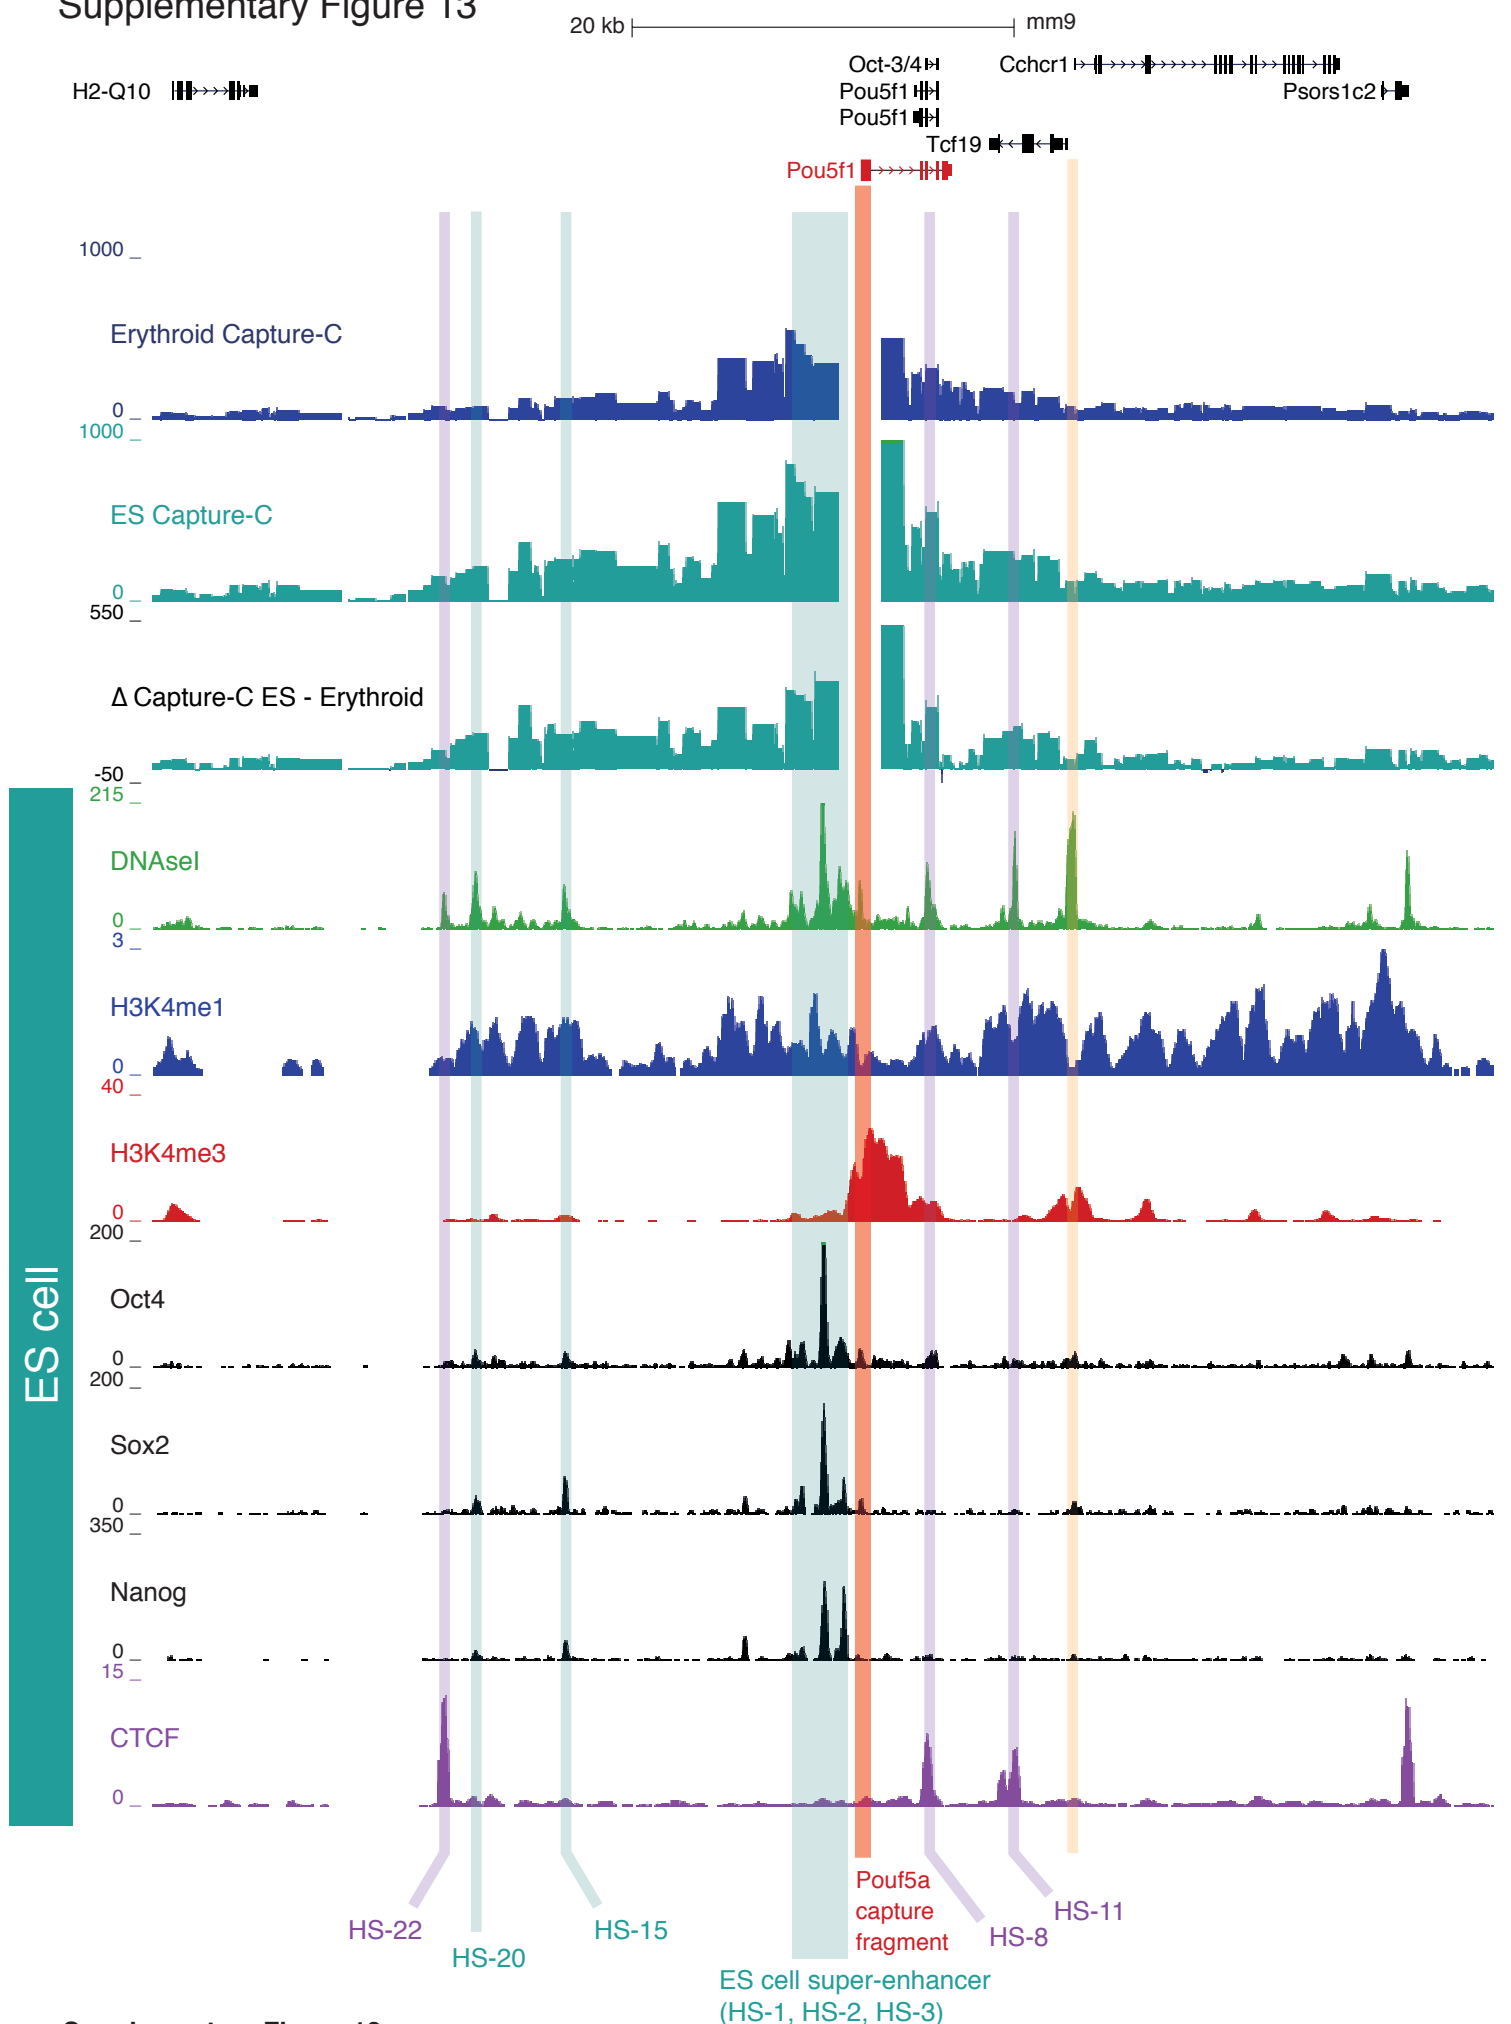 Supplementary Figure 13
20 kb
mm9
Oct-3/4
Cchcr1
H2-Q10
Pou5f1
Psors1c2
Pou5f1
Tcf19
Pou5f1
1000
Erythroid Capture-C
0
1000
ES Capture-C
0
550
Δ Capture-C ES - Erythroid
-50
215
DNAseI
0
3
H3K4me1
0
40
H3K4me3
0
200
Oct4
0
200
Sox2
0
350
Nanog
0
15
CTCF
0
ES cell
Pouf5a
capture
fragment
HS-22
HS-20
HS-15
HS-11
HS-8
ES cell super-enhancer
(HS-1, HS-2, HS-3)
Supplementary Figure 13